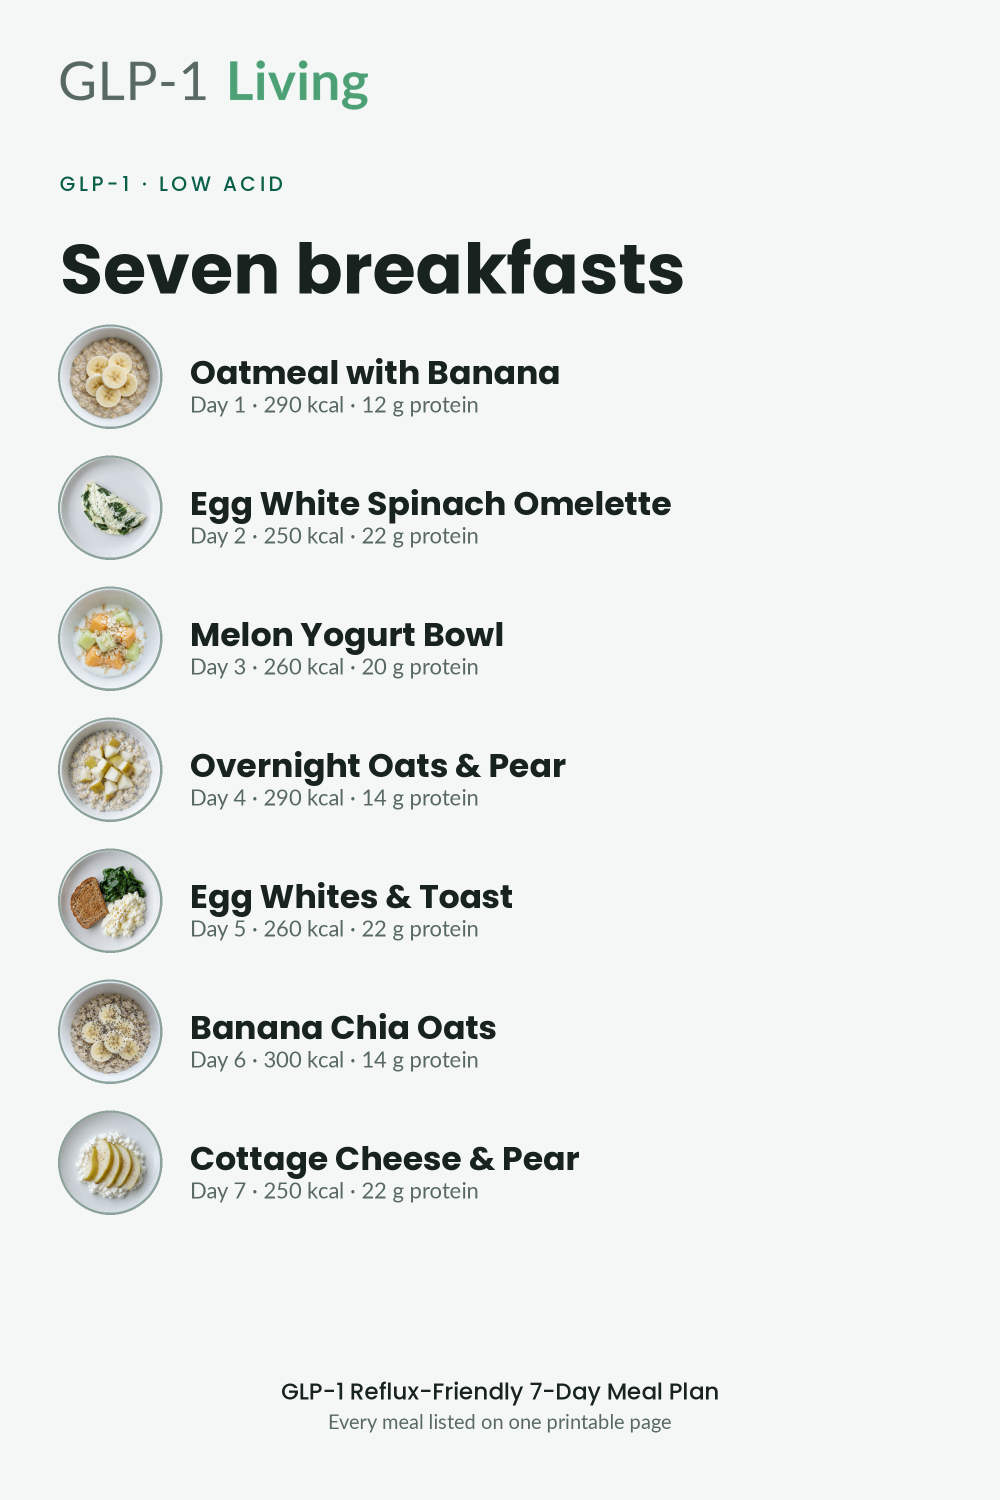 GLP-1 Living
GLP-1 · LOW ACID
Seven breakfasts
Oatmeal with Banana
Day 1 · 290 kcal · 12 g protein
Egg White Spinach Omelette
Day 2 · 250 kcal · 22 g protein
Melon Yogurt Bowl
Day 3 · 260 kcal · 20 g protein
Overnight Oats & Pear
Day 4 · 290 kcal · 14 g protein
Egg Whites & Toast
Day 5 · 260 kcal · 22 g protein
Banana Chia Oats
Day 6 · 300 kcal · 14 g protein
Cottage Cheese & Pear
Day 7 · 250 kcal · 22 g protein
GLP-1 Reflux-Friendly 7-Day Meal Plan
Every meal listed on one printable page